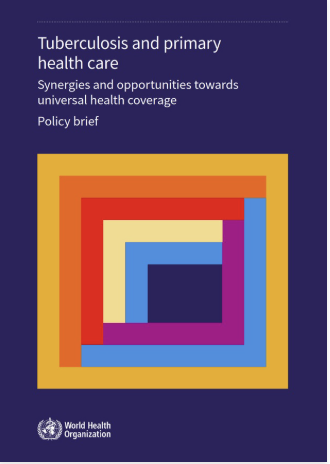 Tuberculosis and primary
health care
Synergies and opportunities towards
universal health coverage
Policy brief
World Health
Organization